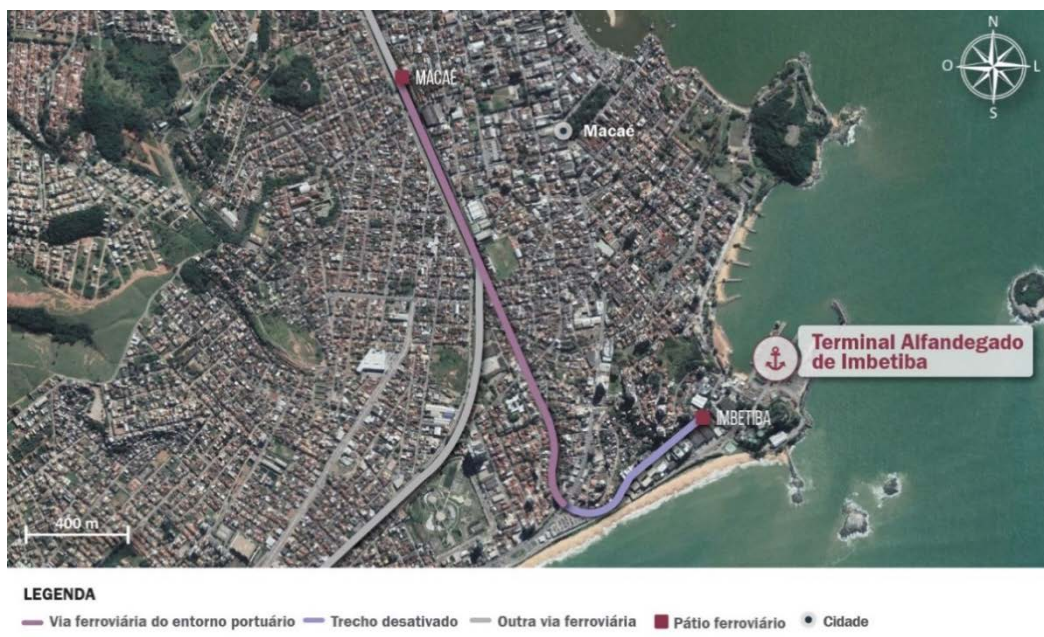 N
O L
S
MACAÉ
Macaé
Terminal Alfandegado
de Imbetiba
IMBETIBA
400 m
LEGENDA
Via ferroviária do entorno portuário Trecho desativado Outra via ferroviária Pátio ferroviário Cidade